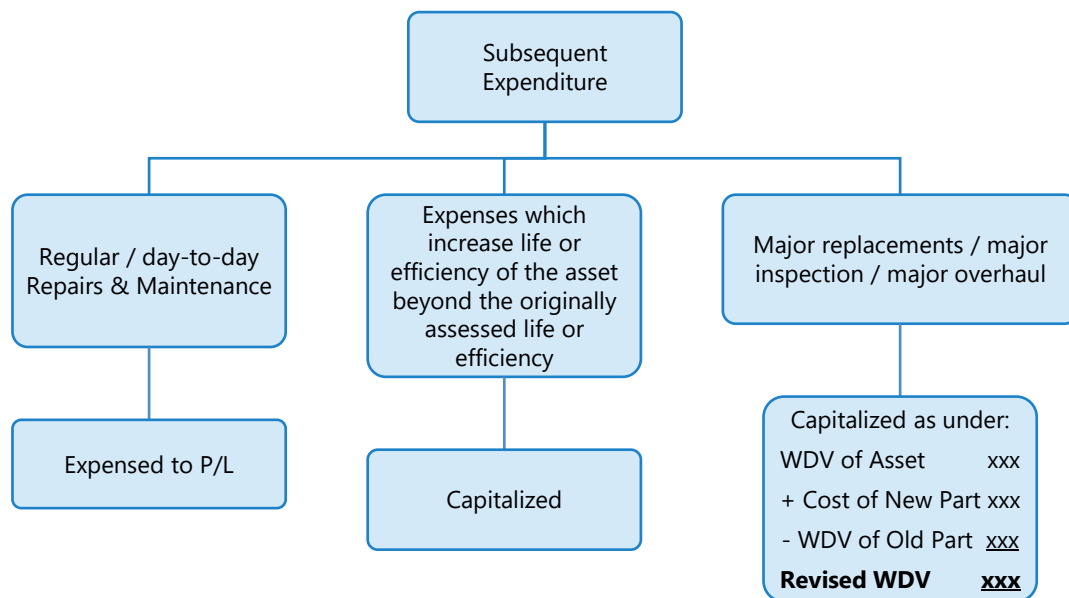 Subsequent
Expenditure
Regular / day-to-day
Repairs & Maintenance
Expenses which
increase life or
efficiency of the asset
beyond the originally
assessed life or
efficiency
Major replacements / major
inspection / major overhaul
Expensed to P/L
Capitalized
Capitalized as under:
WDV of Asset xxx
+ Cost of New Part xxx
- WDV of Old Part xxx
Revised WDV xxx